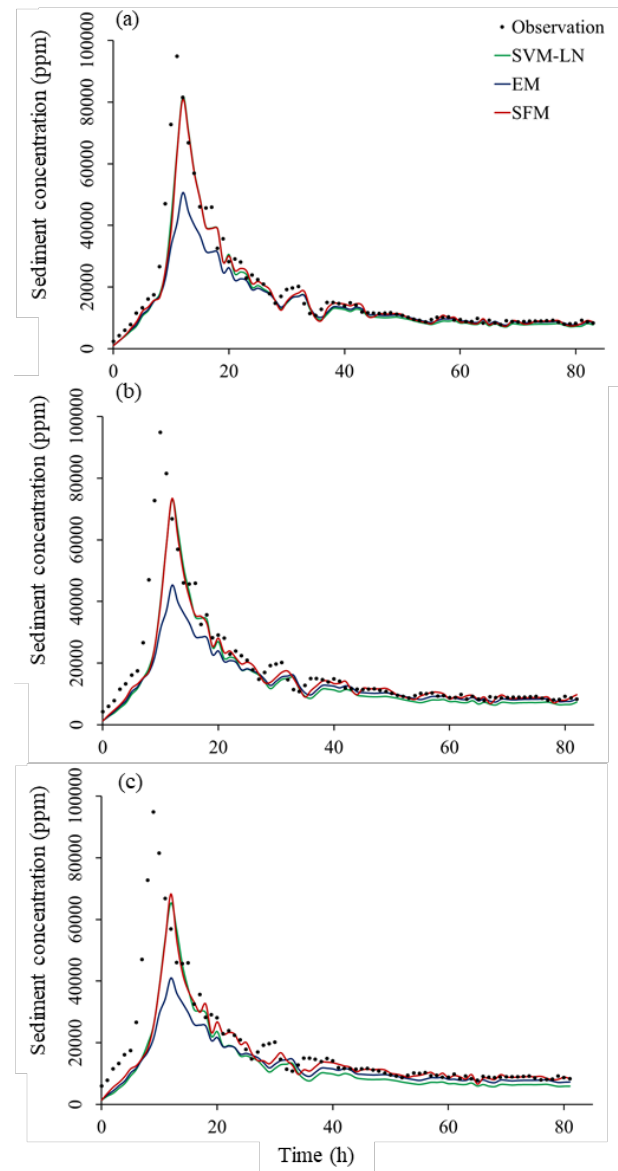 (a)
Observation
SVM-LN
EM
SFM
Sediment concentration (ppm)
100000
80000
60000
40000
20000
0
0 20 40 60 80
(b)
Sediment concentration (ppm)
100000
80000
60000
40000
20000
0
0 20 40 60 80
(c)
Sediment concentration (ppm)
100000
80000
60000
40000
20000
0
0 20 40 60 80
Time (h)